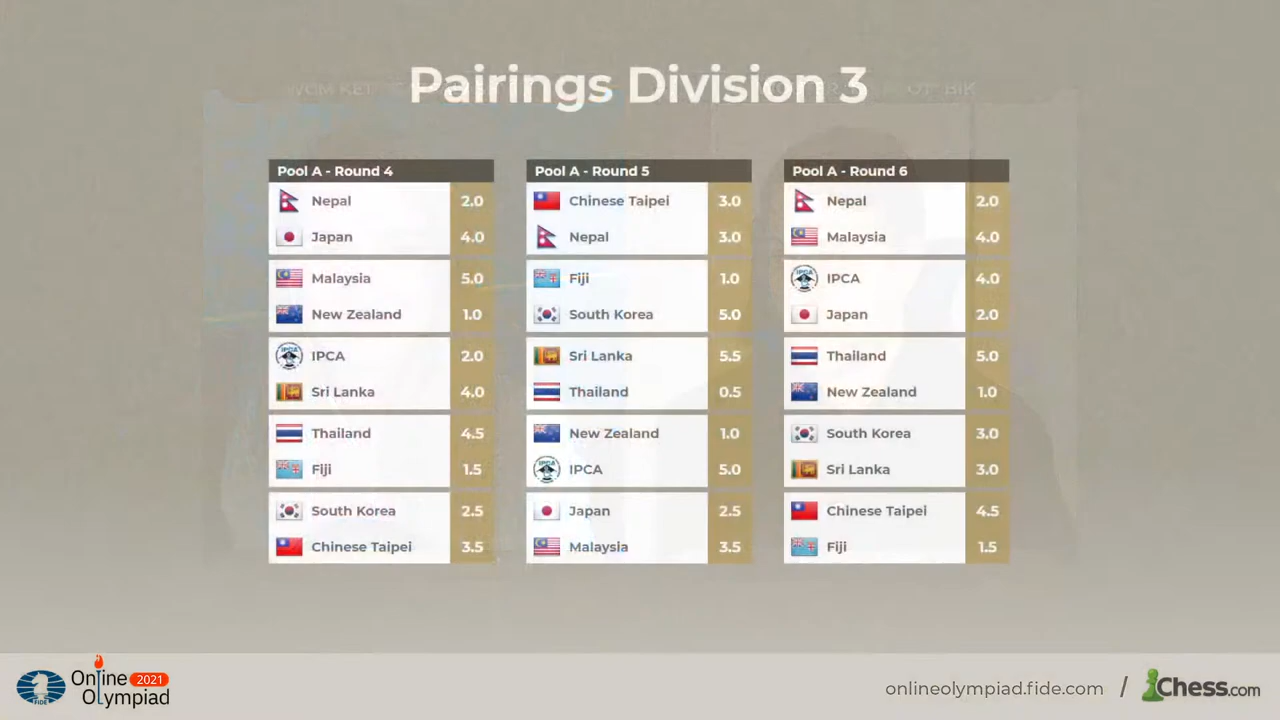 Pairings Division 3
Pool A - Round 4
Nepal 2.0
Japan 4.0
Malaysia 5.0
New Zealand 1.0
IPCA 2.0
Sri Lanka 4.0
Thailand 4.5
Fiji 1.5
South Korea 2.5
Chinese Taipei 3.5
Pool A - Round 5
Chinese Taipei 3.0
Nepal 3.0
Fiji 1.0
South Korea 5.0
Sri Lanka 5.5
Thailand 0.5
New Zealand 1.0
IPCA 5.0
Japan 2.5
Malaysia 3.5
Pool A - Round 6
Nepal 2.0
Malaysia 4.0
IPCA 4.0
Japan 2.0
Thailand 5.0
New Zealand 1.0
South Korea 3.0
Sri Lanka 3.0
Chinese Taipei 4.5
Fiji 1.5
FIDE
Online 2021
Olympiad
onlineolympiad.fide.com / Chess.com